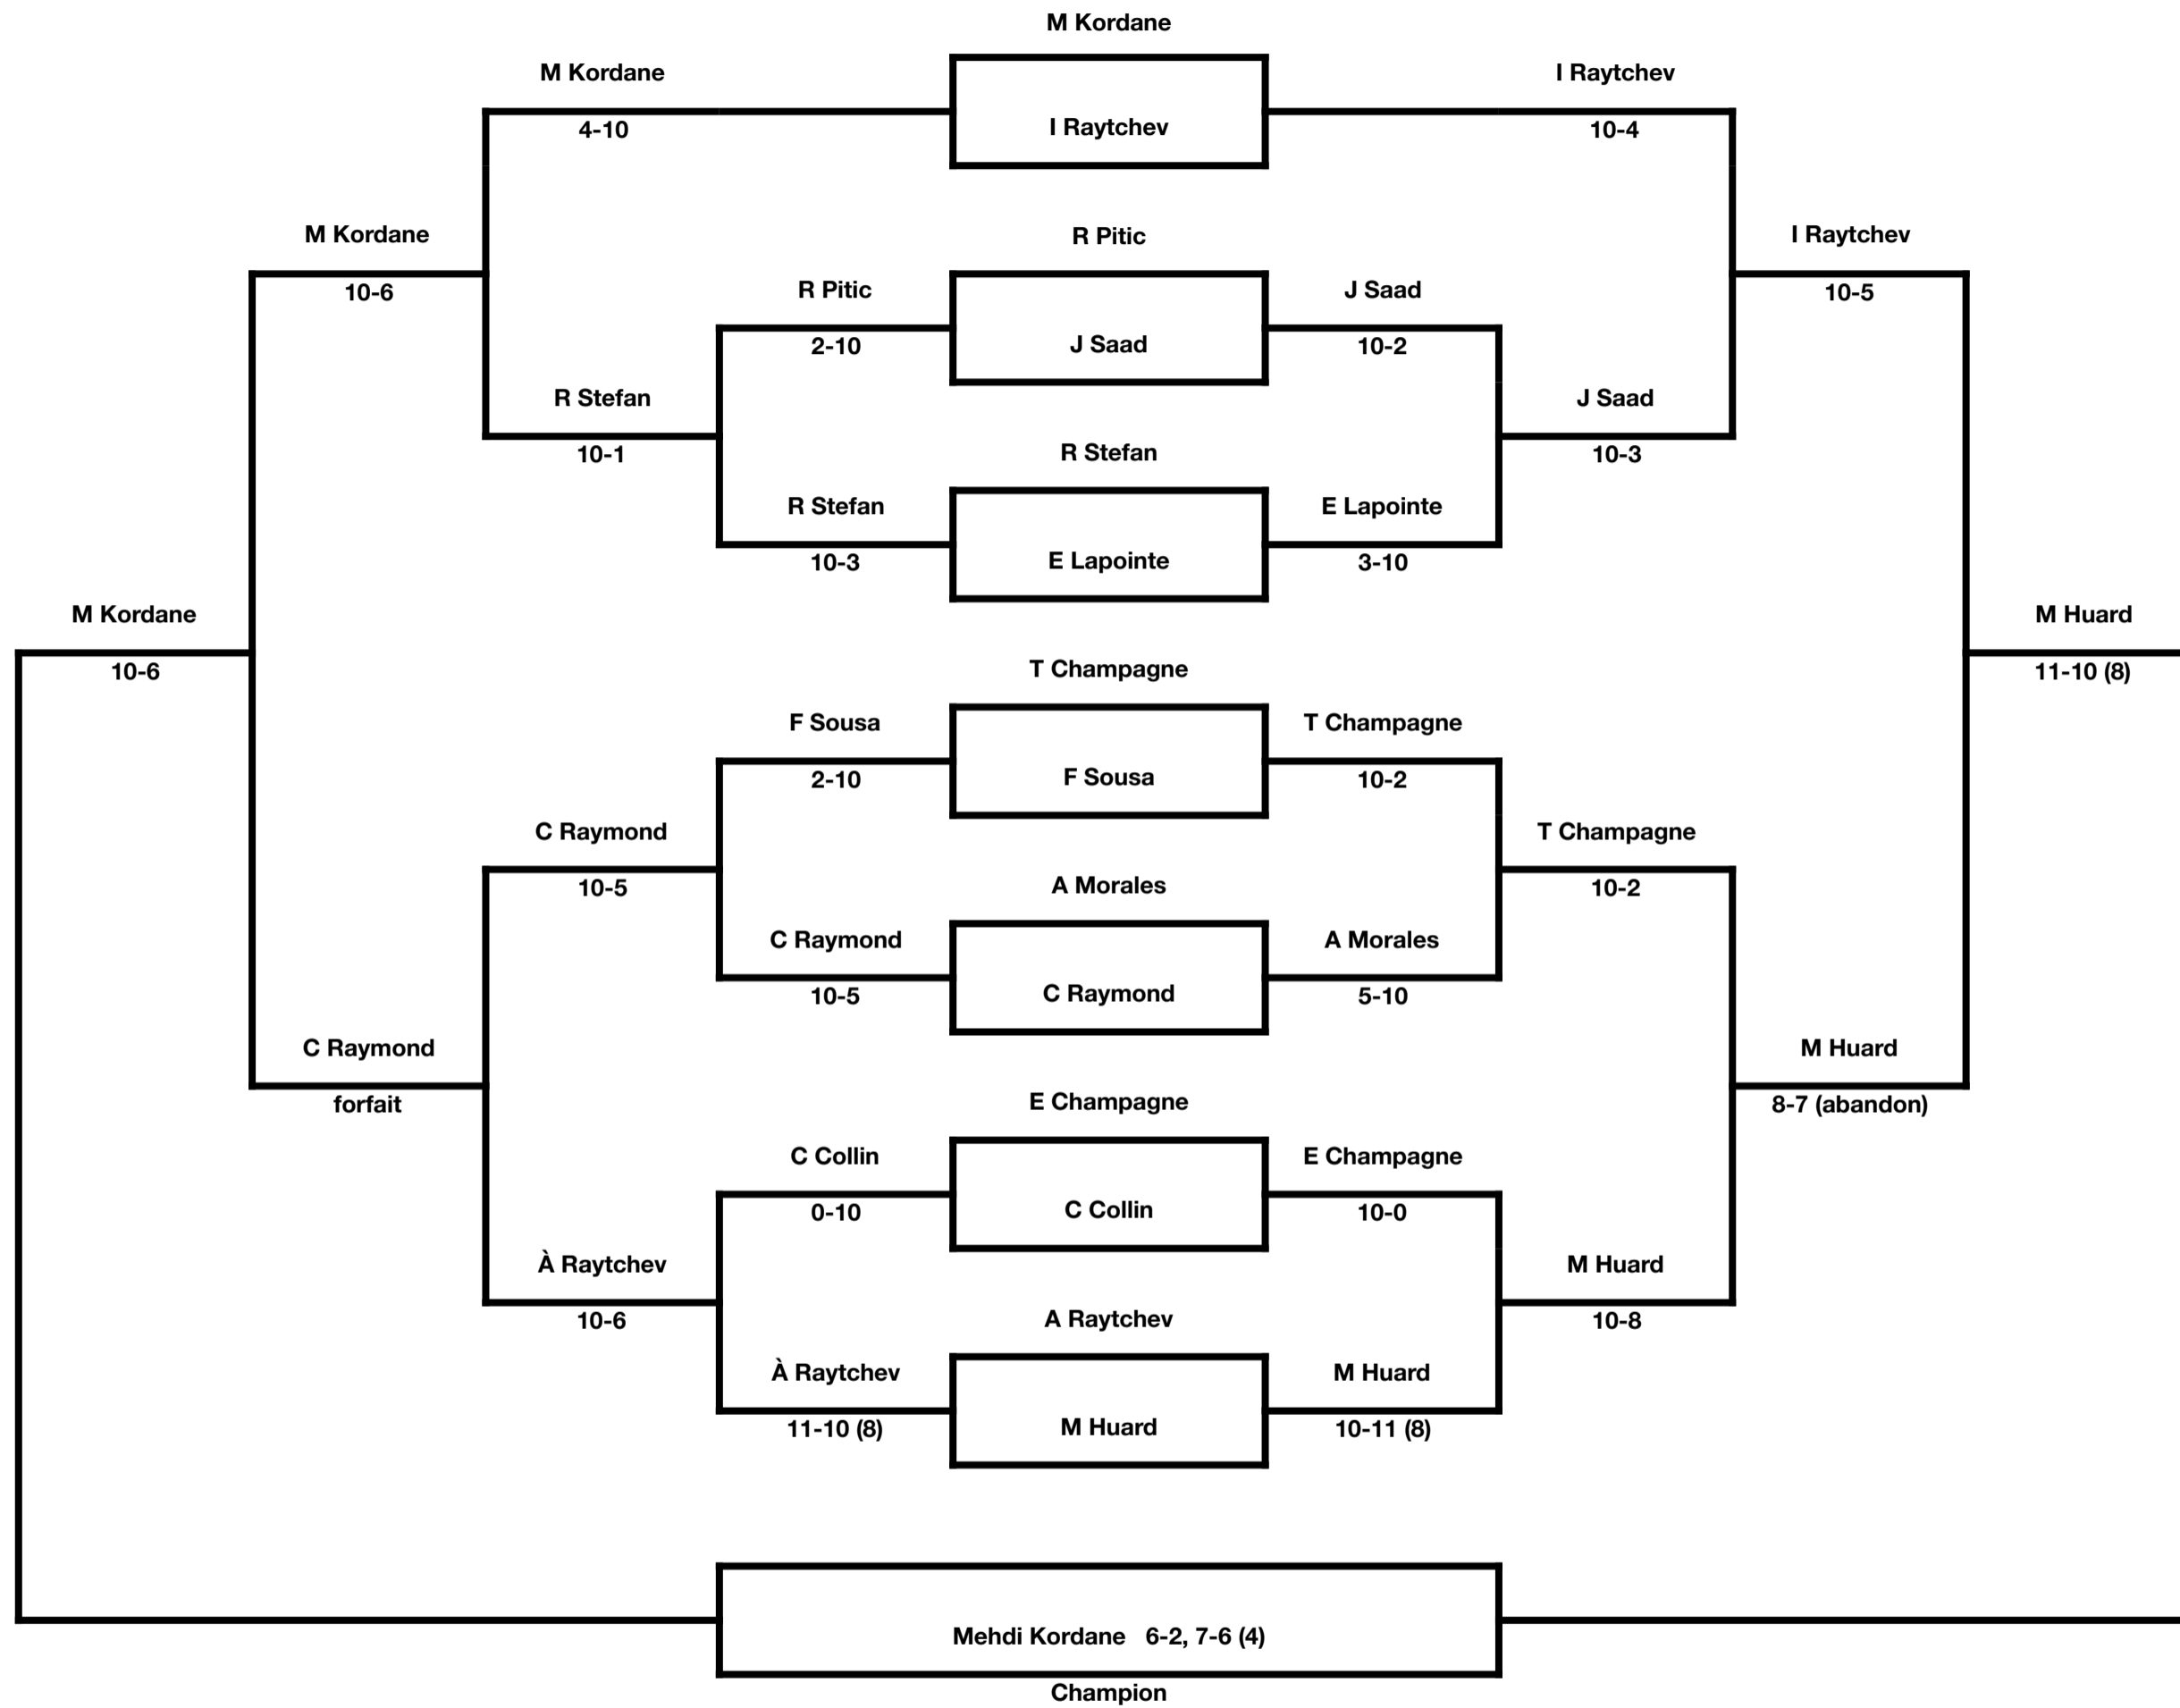 M Kordane
M Kordane
I Raytchev
4-10
I Raytchev
10-4
M Kordane
R Pitic
I Raytchev
10-6
R Pitic
J Saad
10-5
2-10
J Saad
10-2
R Stefan
J Saad
10-1
R Stefan
10-3
R Stefan
E Lapointe
10-3
E Lapointe
3-10
M Kordane
M Huard
10-6
T Champagne
11-10 (8)
F Sousa
T Champagne
2-10
F Sousa
10-2
C Raymond
T Champagne
10-5
A Morales
10-2
C Raymond
A Morales
10-5
C Raymond
5-10
C Raymond
M Huard
forfait
E Champagne
8-7 (abandon)
C Collin
E Champagne
0-10
C Collin
10-0
À Raytchev
M Huard
10-6
A Raytchev
10-8
À Raytchev
M Huard
11-10 (8)
M Huard
10-11 (8)
Mehdi Kordane 6-2, 7-6 (4)
Champion